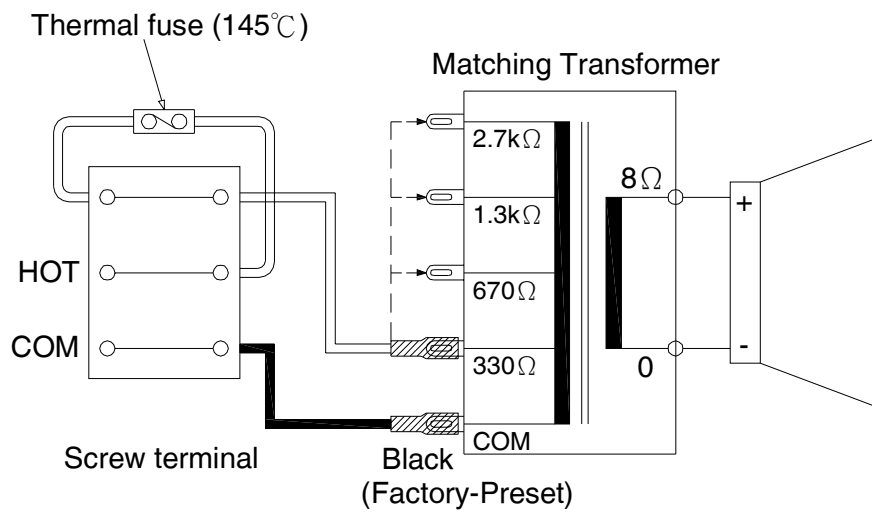 Thermal fuse (145℃)
Matching Transformer
2.7kΩ
8Ω
+
1.3kΩ
HOT
670Ω
COM
-
330Ω
0
COM
Screw terminal
Black
(Factory-Preset)